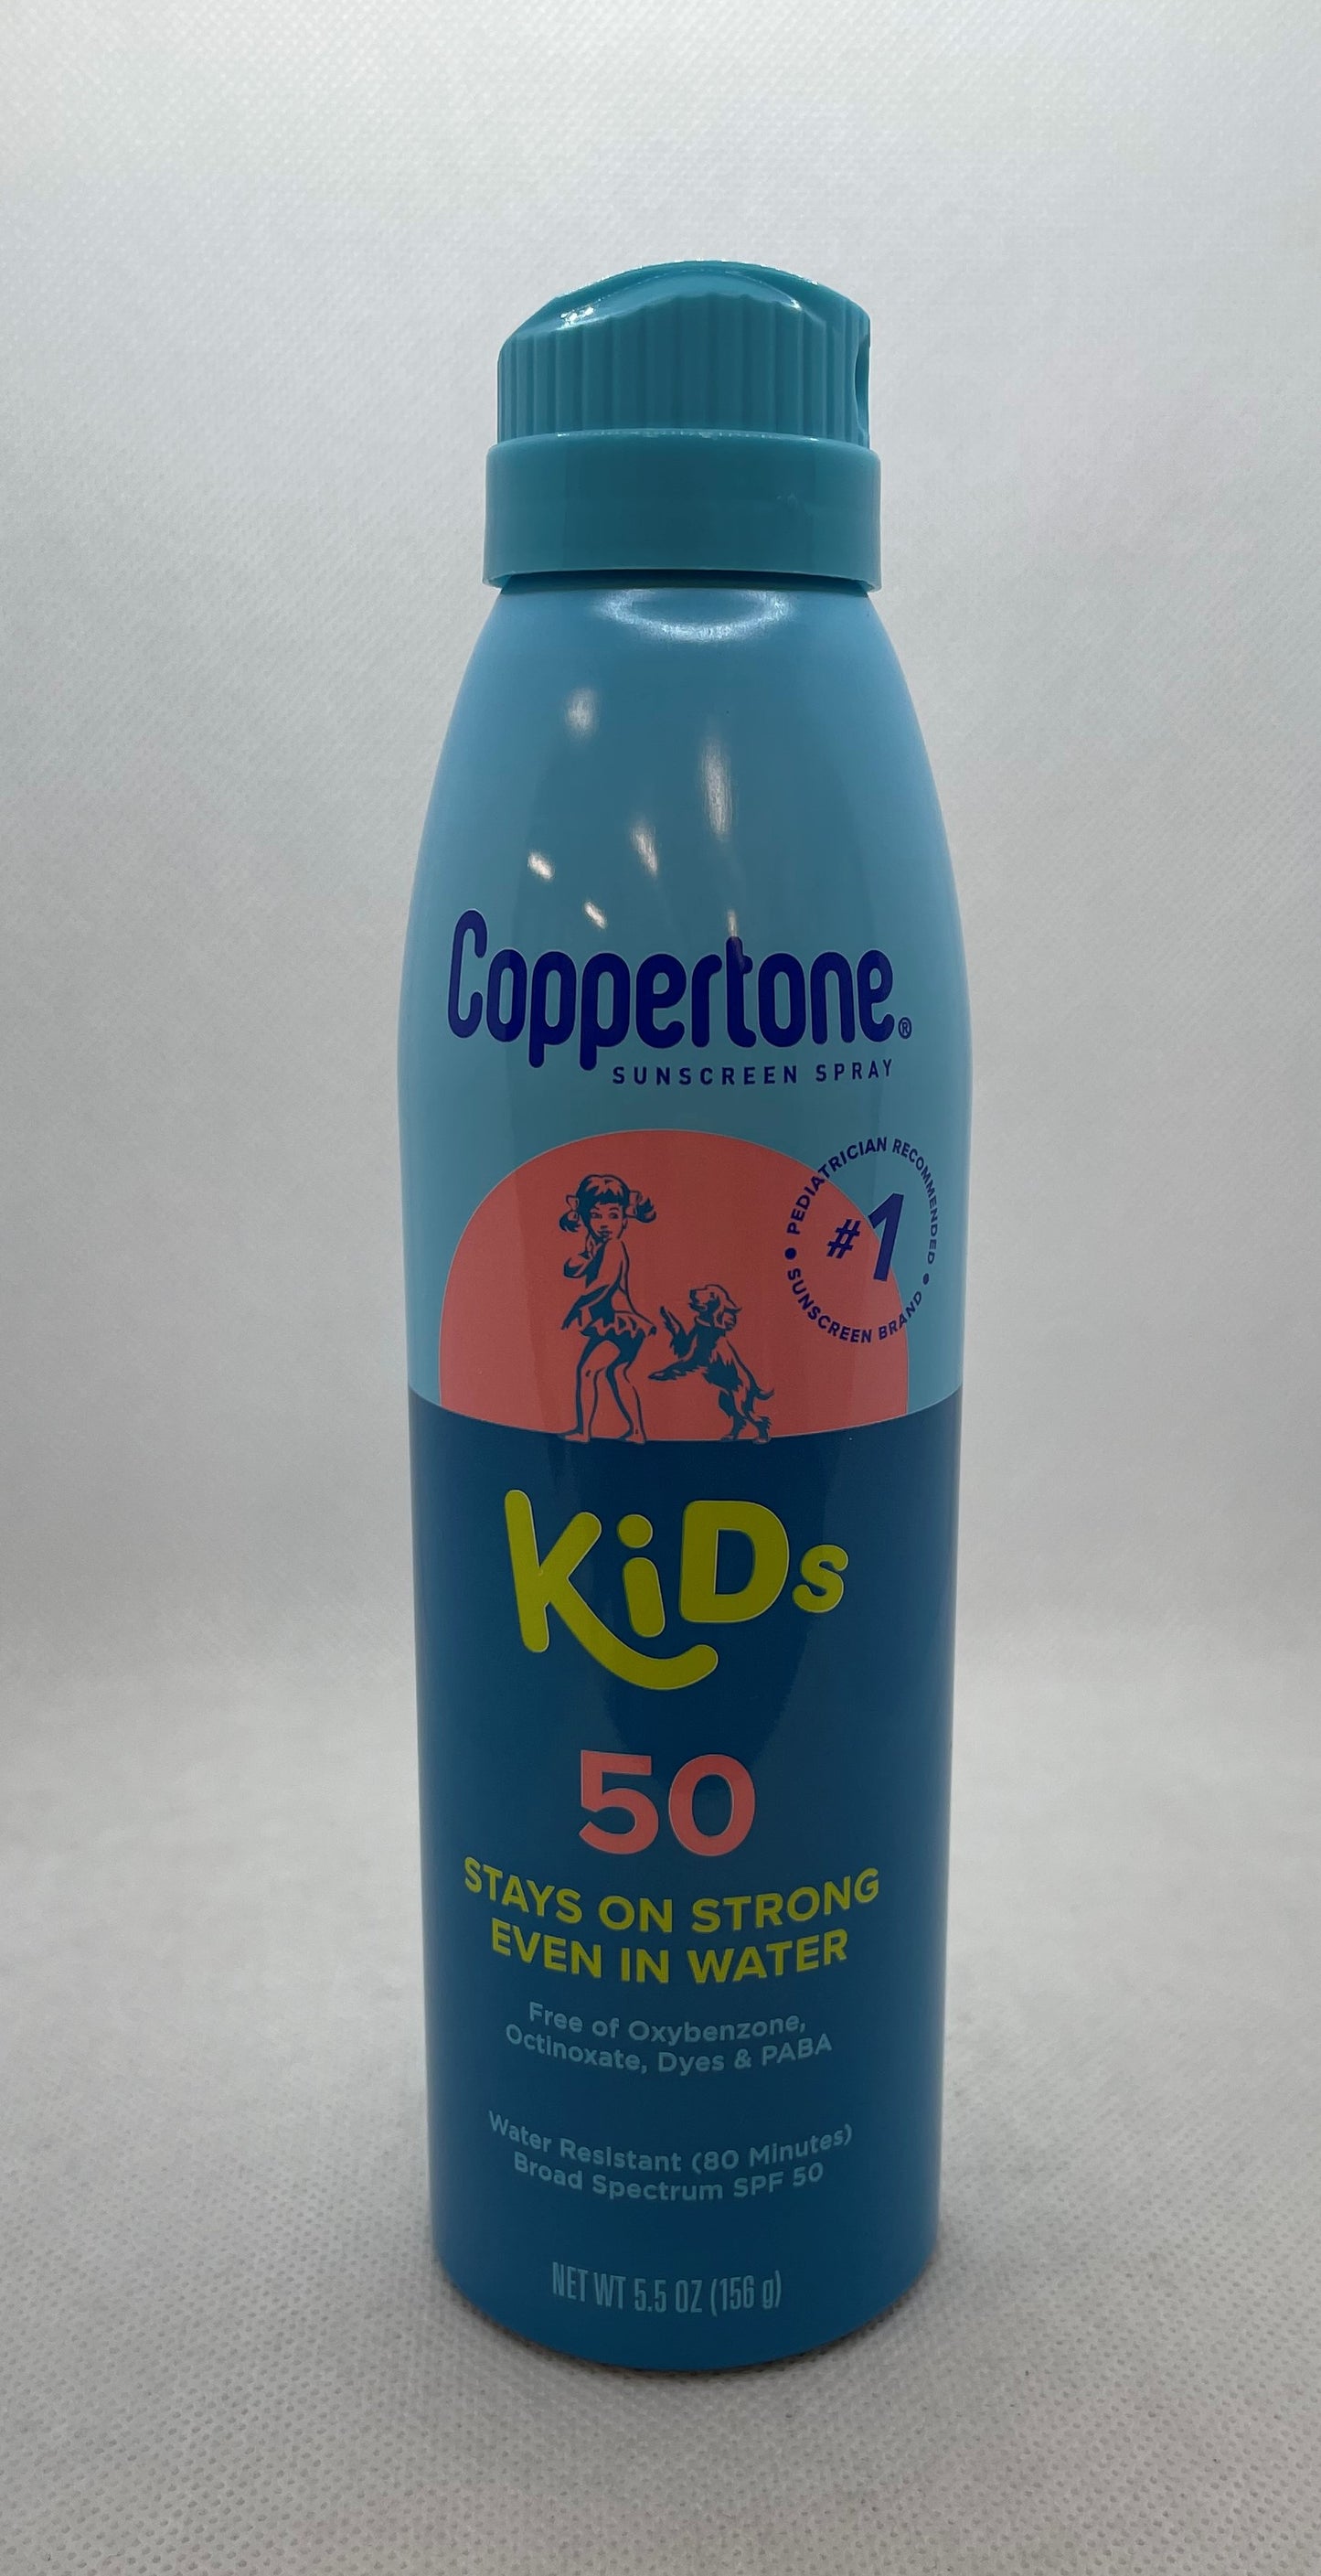 Coppertone®
SUNSCREEN SPRAY
• PEDIATRICIAN RECOMMENDED •
#1
SUNSCREEN BRAND
KiDs
50
STAYS ON STRONG
EVEN IN WATER
Free of Oxybenzone,
Octinoxate, Dyes & PABA
Water Resistant (80 Minutes)
Broad Spectrum SPF 50
NET WT 5.5 OZ (156 g)